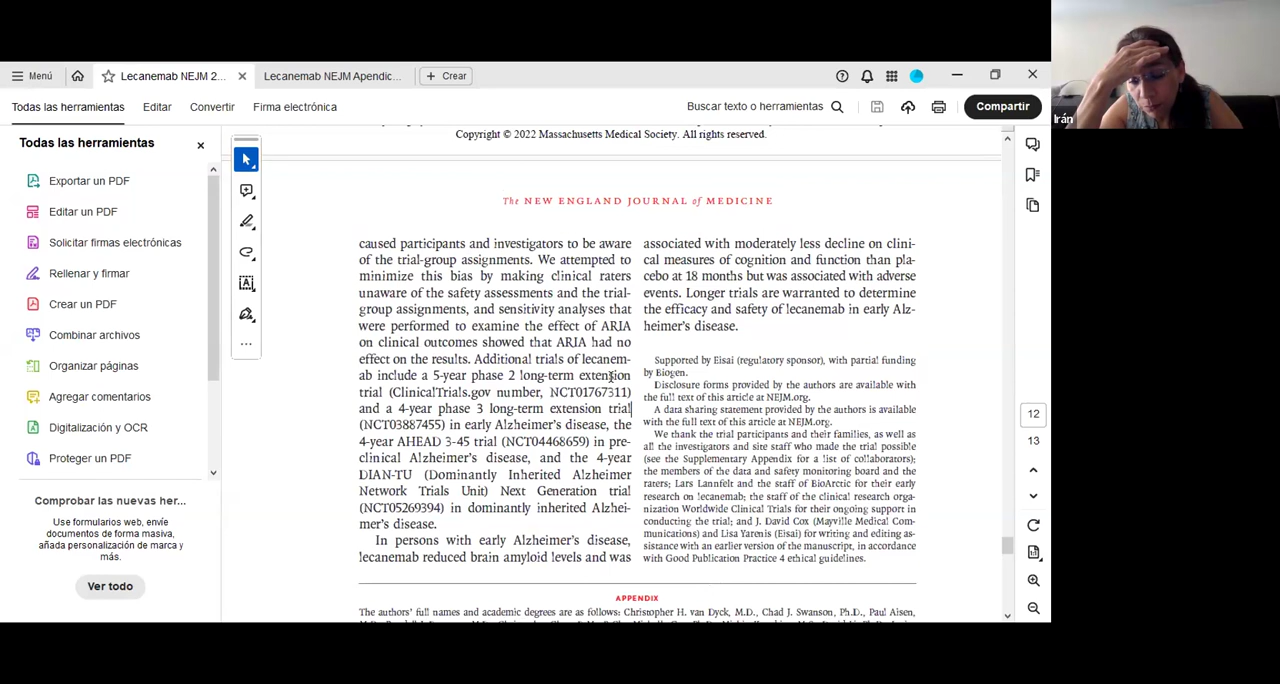 Menú
Lecanemab NEJM 2...
Lecanemab NEJM Apendic...
Crear
Todas las herramientas
Editar
Convertir
Firma electrónica
Buscar texto o herramientas
Compartir
Irán
Todas las herramientas
Exportar un PDF
Editar un PDF
Solicitar firmas electrónicas
Rellenar y firmar
Crear un PDF
Combinar archivos
Organizar páginas
Agregar comentarios
Digitalización y OCR
Proteger un PDF
Comprobar las nuevas her...
Use formularios web, envíe
documentos de forma masiva,
añada personalización de marca y
más.
Ver todo
Copyright © 2022 Massachusetts Medical Society. All rights reserved.
The NEW ENGLAND JOURNAL of MEDICINE
caused participants and investigators to be aware
of the trial-group assignments. We attempted to
minimize this bias by making clinical raters
unaware of the safety assessments and the trial-
group assignments, and sensitivity analyses that
were performed to examine the effect of ARIA
on clinical outcomes showed that ARIA had no
effect on the results. Additional trials of lecanem-
ab include a 5-year phase 2 long-term extension
trial (ClinicalTrials.gov number, NCT01767311)
and a 4-year phase 3 long-term extension trial
(NCT03887455) in early Alzheimer's disease, the
4-year AHEAD 3-45 trial (NCT04468659) in pre-
clinical Alzheimer's disease, and the 4-year
DIAN-TU (Dominantly Inherited Alzheimer
Network Trials Unit) Next Generation trial
(NCT05269394) in dominantly inherited Alzhei-
mer's disease.
In persons with early Alzheimer's disease,
lecanemab reduced brain amyloid levels and was
associated with moderately less decline on clini-
cal measures of cognition and function than pla-
cebo at 18 months but was associated with adverse
events. Longer trials are warranted to determine
the efficacy and safety of lecanemab in early Alz-
heimer's disease.
Supported by Eisai (regulatory sponsor), with partial funding
by Biogen.
Disclosure forms provided by the authors are available with
the full text of this article at NEJM.org.
A data sharing statement provided by the authors is available
with the full text of this article at NEJM.org.
We thank the trial participants and their families, as well as
all the investigators and site staff who made the trial possible
(see the Supplementary Appendix for a list of collaborators);
the members of the data and safety monitoring board and the
raters; Lars Lannfelt and the staff of BioArctic for their early
research on lecanemab; the staff of the clinical research orga-
nization Worldwide Clinical Trials for their ongoing support in
conducting the trial; and J. David Cox (Mayville Medical Com-
munications) and Lisa Yarenis (Eisai) for writing and editing as-
sistance with an earlier version of the manuscript, in accordance
with Good Publication Practice 4 ethical guidelines.
APPENDIX
The authors' full names and academic degrees are as follows: Christopher H. van Dyck, M.D., Chad J. Swanson, Ph.D., Paul Aisen,
12
13